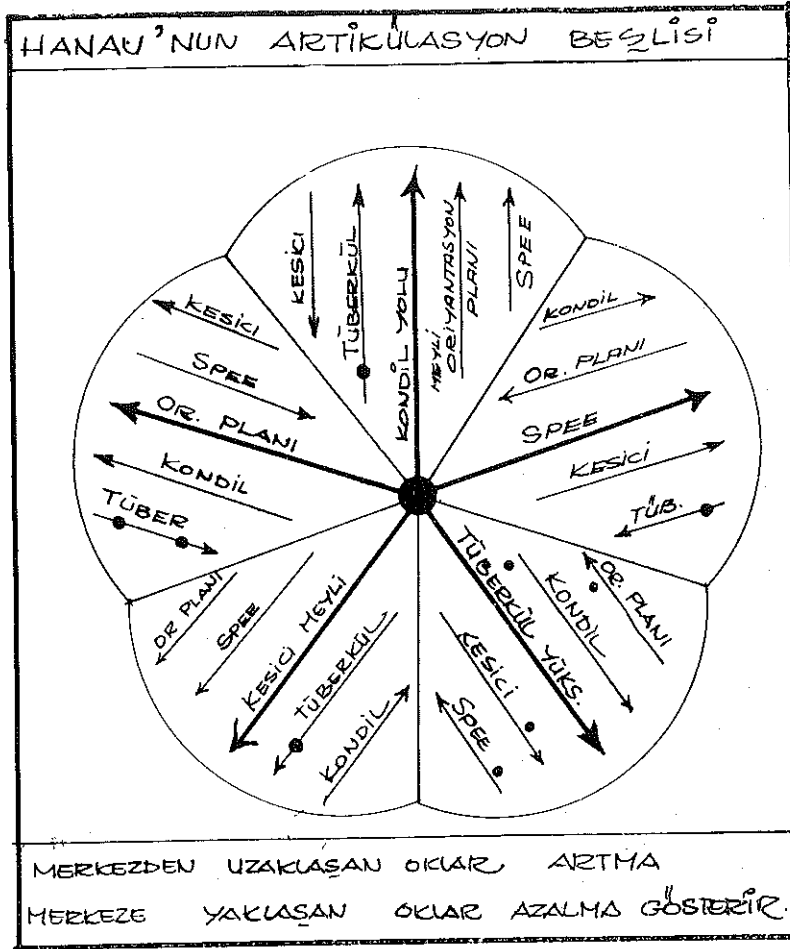 HANAU'NUN ARTİKÜLASYON BEŞLİSİ
KESİCI
TÜBERKÜL
KONDİL YOLU
MEYLİ
ORİYANTASYON
PLANI
SPEE
KONDİL
OR. PLANI
SPEE
KESİCİ
TÜB.
OR. PLANI
KONDİL
TÜBERKÜL YÜKS.
KESİCİ
SPEE
KONDİL
TÜBERKÜL
KESİCİ MEYLİ
SPEE
OR PLANI
TÜBER
KONDİL
OR. PLANI
SPEE
KESİCI
MERKEZDEN UZAKLAŞAN OKLAR ARTMA
MERKEZE YAKLAŞAN OKLAR AZALMA GÖSTERİR.